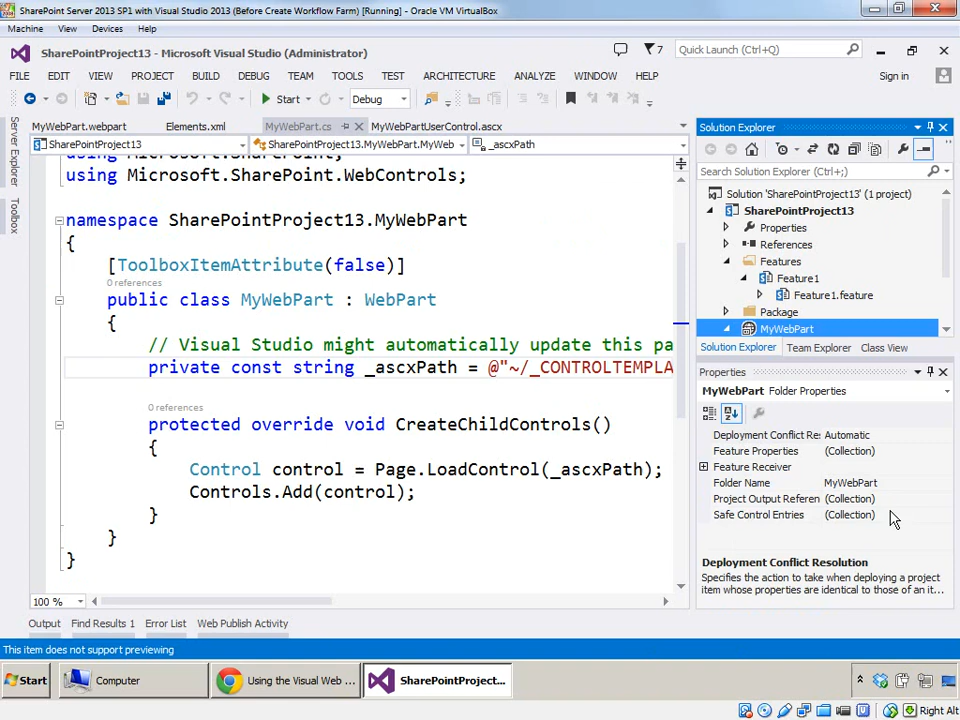 SharePoint Server 2013 SP1 with Visual Studio 2013 (Before Create Workflow Farm) [Running] - Oracle VM VirtualBox
Machine View Devices Help
SharePointProject13 - Microsoft Visual Studio (Administrator)
7
Quick Launch (Ctrl+Q)
FILE EDIT VIEW PROJECT BUILD DEBUG TEAM TOOLS TEST ARCHITECTURE ANALYZE WINDOW HELP
Sign in
Start
Debug
MyWebPart.webpart
Elements.xml
MyWebPart.cs
MyWebPartUserControl.ascx
SharePointProject13
SharePointProject13.MyWebPart.MyWeb
_ascxPath
Server Explorer
Toolbox
using Microsoft.SharePoint;
using Microsoft.SharePoint.WebControls;
namespace SharePointProject13.MyWebPart
{
[ToolboxItemAttribute(false)]
0 references
public class MyWebPart : WebPart
{
// Visual Studio might automatically update this pa
private const string _ascxPath = @"~/_CONTROLTEMPLA
0 references
protected override void CreateChildControls()
{
Control control = Page.LoadControl(_ascxPath);
Controls.Add(control);
}
}
}
100 %
Output Find Results 1 Error List Web Publish Activity
Solution Explorer
Search Solution Explorer (Ctrl+;)
Solution 'SharePointProject13' (1 project)
SharePointProject13
Properties
References
Features
Feature1
Feature1.feature
Package
MyWebPart
Solution Explorer Team Explorer Class View
Properties
MyWebPart Folder Properties
Deployment Conflict Res Automatic
Feature Properties (Collection)
Feature Receiver
Folder Name MyWebPart
Project Output Referen (Collection)
Safe Control Entries (Collection)
Deployment Conflict Resolution
Specifies the action to take when deploying a project
item whose properties are identical to those of an it...
This item does not support previewing
Start
Computer
Using the Visual Web ...
SharePointProject...
Right Alt